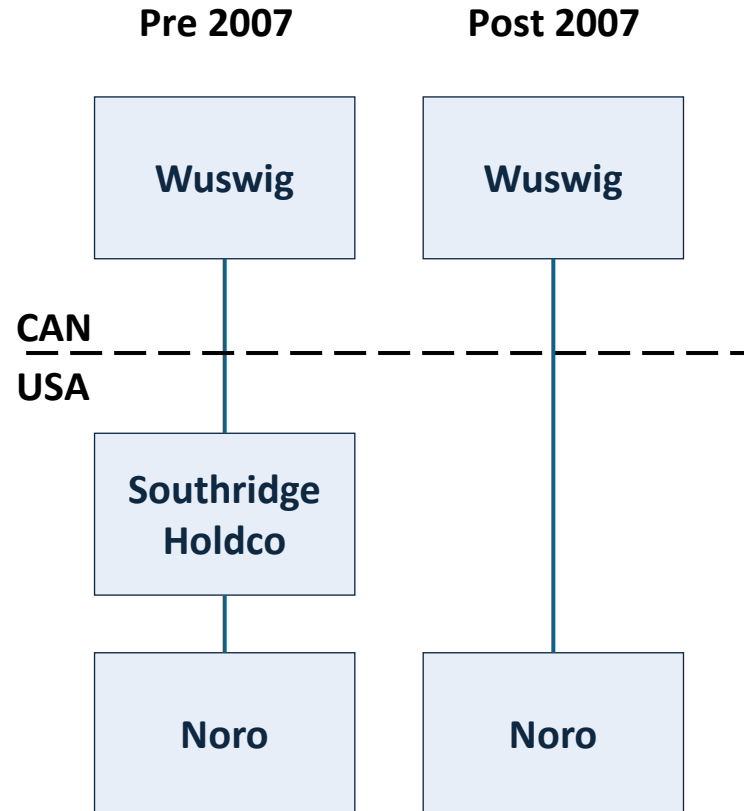 Pre 2007
Post 2007
Wuswig
Wuswig
CAN
USA
Southridge
Holdco
Noro
Noro